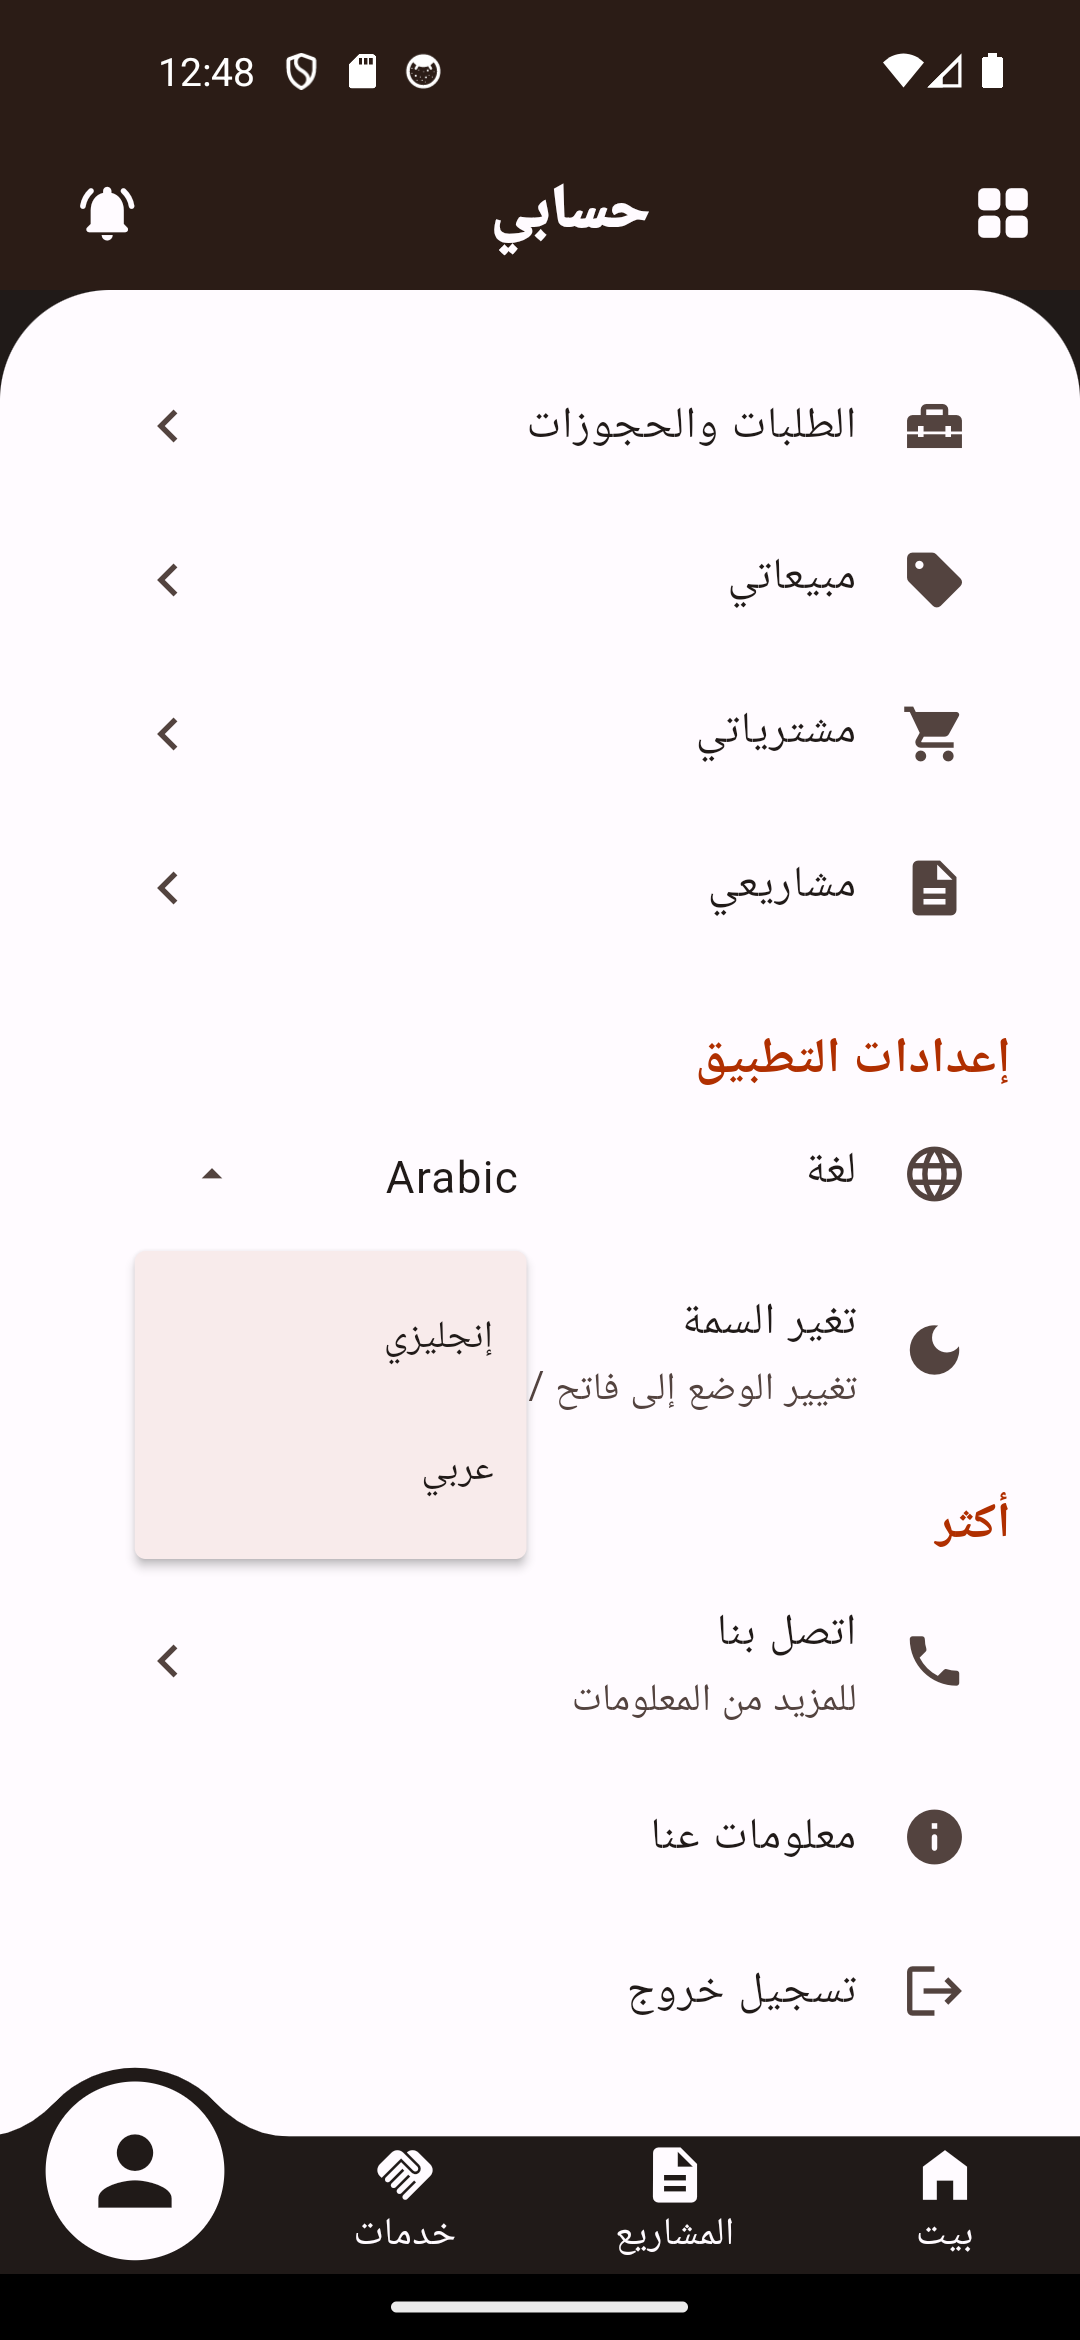 12:48
حسابي
الطلبات والحجوزات
مبيعاتي
مشترياتي
مشاريعي
إعدادات التطبيق
لغة
Arabic
إنجليزي
عربي
تغير السمة
تغيير الوضع إلى فاتح /
أكثر
اتصل بنا
للمزيد من المعلومات
معلومات عنا
تسجيل خروج
بيت
المشاريع
خدمات